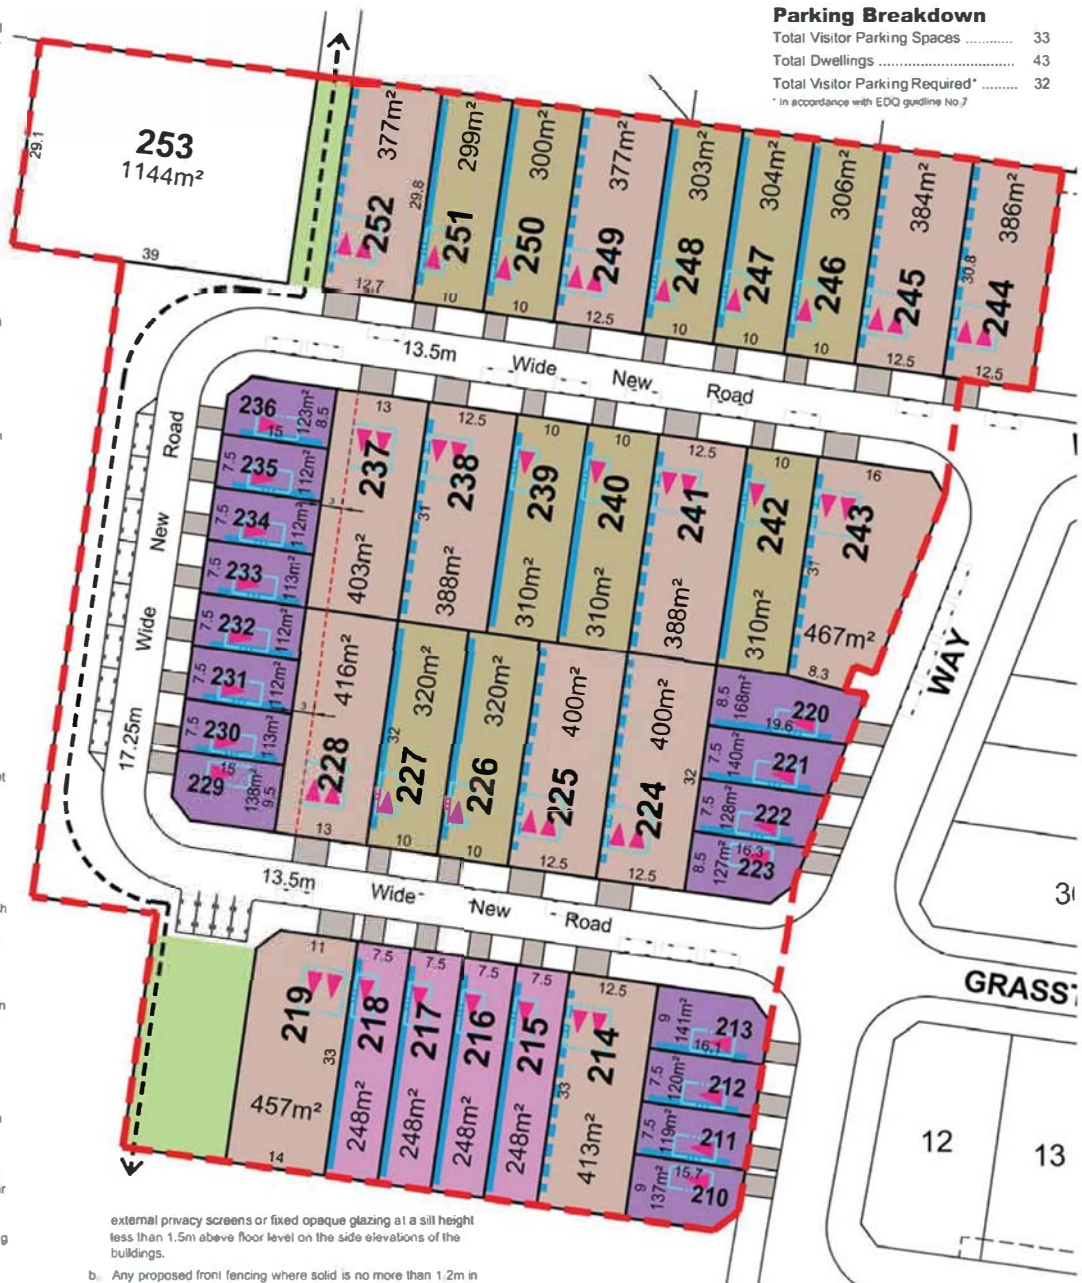 Parking Breakdown
Total Visitor Parking Spaces ............ 33
Total Dwellings .................................. 43
Total Visitor Parking Required* ......... 32
* in accordance with EDQ guidline No 7
253
1144m²
29.1
39
252
377m²
12.7
29.8
251
299m²
10
250
300m²
10
249
377m²
12.5
248
303m²
10
247
304m²
10
246
306m²
10
245
384m²
12.5
30.8
244
386m²
12.5
13.5m Wide New Road
17.25m Wide New Road
236
123m²
15
8.5
235
112m²
7.5
234
112m²
7.5
233
113m²
7.5
232
112m²
7.5
231
112m²
7.5
230
113m²
7.5
229
138m²
15
9.5
237
403m²
13
3
238
388m²
12.5
31
239
310m²
10
240
310m²
10
241
388m²
12.5
242
310m²
10
243
467m²
16
31
8.3
228
416m²
13
3
227
320m²
10
32
226
320m²
10
225
400m²
12.5
224
400m²
12.5
32
220
168m²
8.5
19.6
221
140m²
7.5
222
128m²
7.5
223
127m²
8.5
16.3
WAY
13.5m Wide New Road
219
457m²
11
33
14
218
248m²
7.5
217
248m²
7.5
216
248m²
7.5
215
248m²
7.5
214
413m²
12.5
33
213
141m²
9
16.1
212
120m²
7.5
211
119m²
7.5
210
137m²
9
15.7
GRASST
12
13
external privacy screens or fixed opaque glazing at a sill height
less than 1.5m above floor level on the side elevations of the
buildings.
b. Any proposed front fencing where solid is no more than 1.2m in